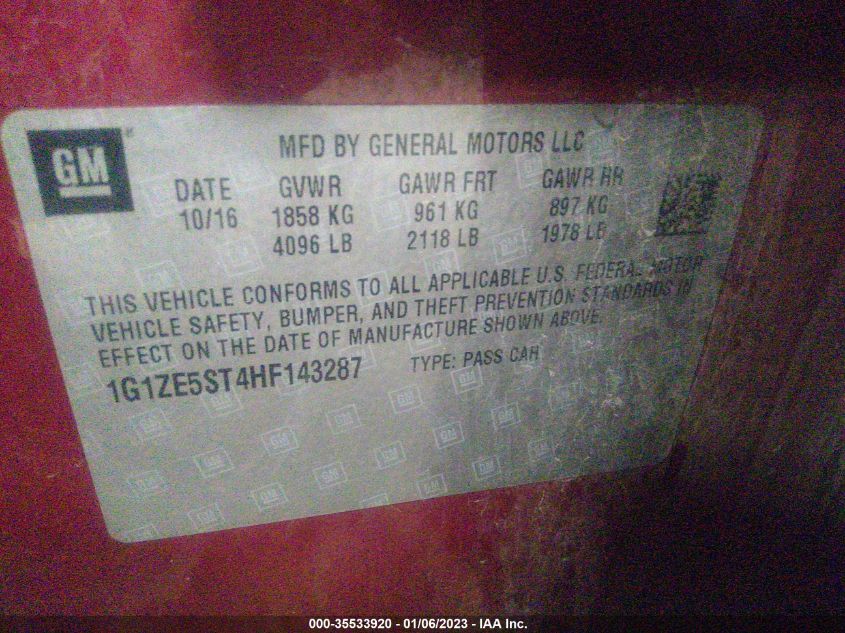 GM
MFD BY GENERAL MOTORS LLC
DATE GVWR GAWR FRT GAWR RR
10/16 1858 KG 961 KG 897 KG
4096 LB 2118 LB 1978 LB
THIS VEHICLE CONFORMS TO ALL APPLICABLE U.S. FEDERAL MOTOR
VEHICLE SAFETY, BUMPER, AND THEFT PREVENTION STANDARDS IN
EFFECT ON THE DATE OF MANUFACTURE SHOWN ABOVE.
1G1ZE5ST4HF143287 TYPE: PASS CAR
000-35533920 - 01/06/2023 - IAA Inc.